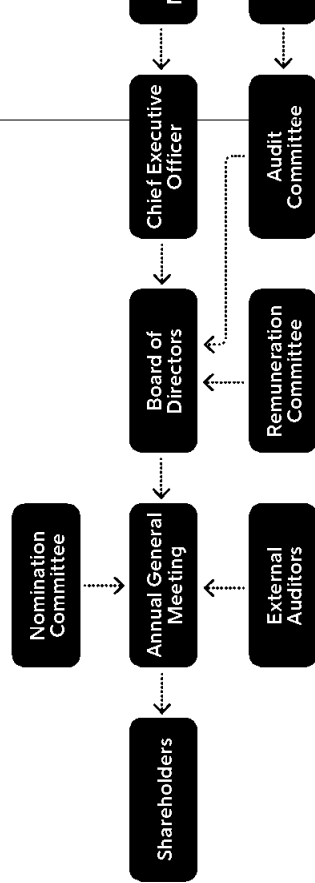 Nomination
Committee
Shareholders
Annual General
Meeting
Board of
Directors
Chief Executive
Officer
External
Auditors
Remuneration
Committee
Audit
Committee